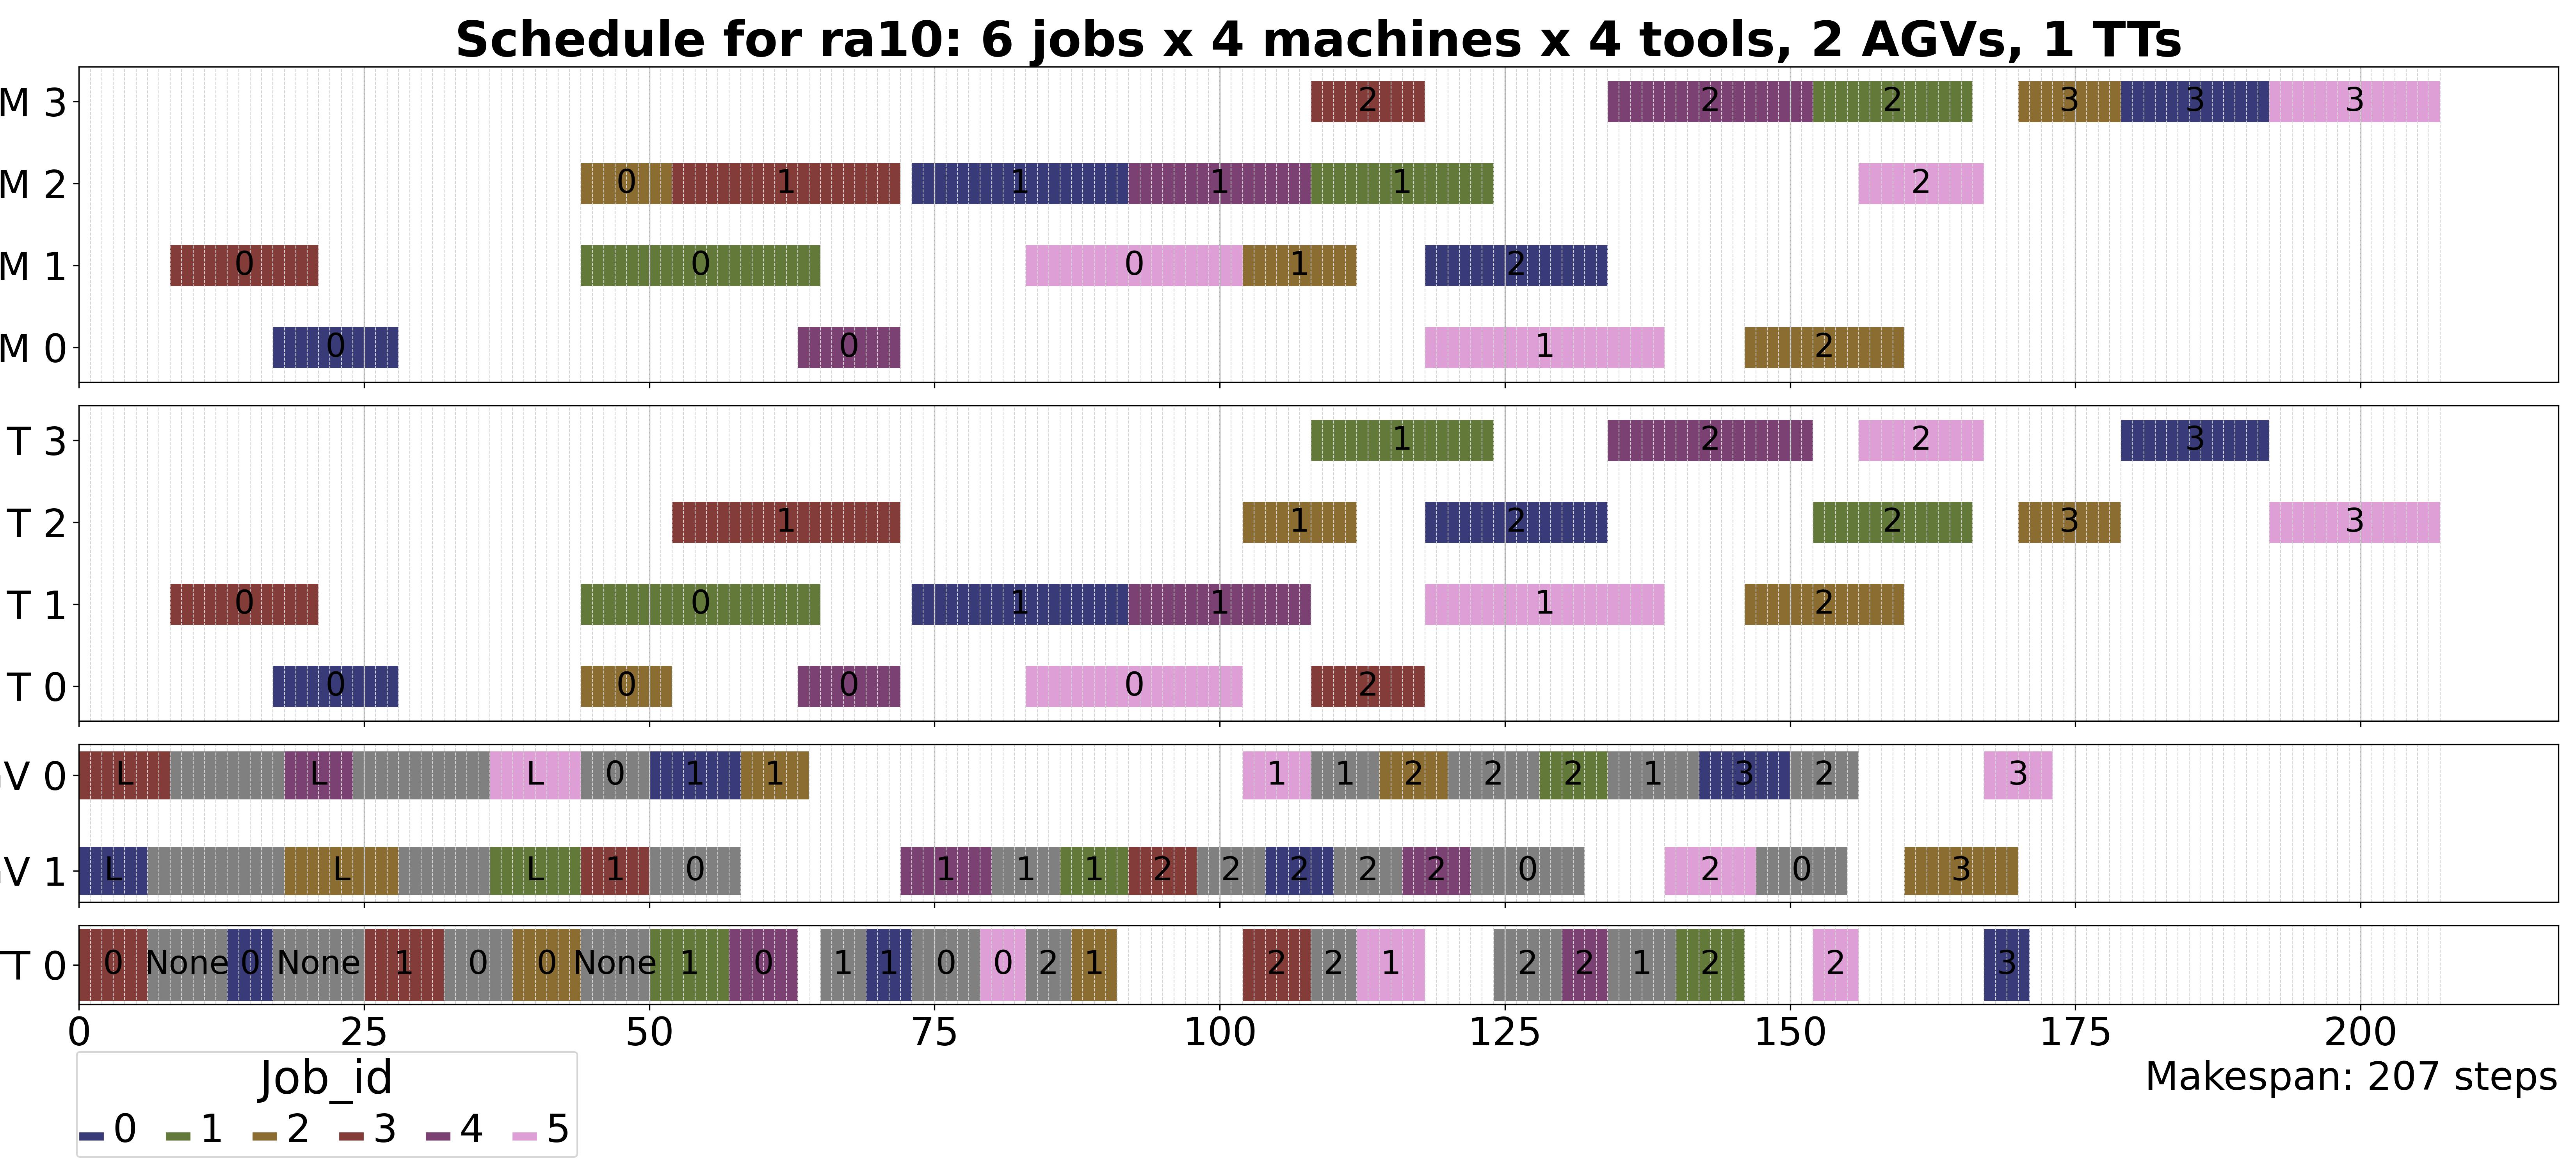 Schedule for ra10: 6 jobs x 4 machines x 4 tools, 2 AGVs, 1 TTs
M 3 2 2 2 3 3 3
M 2 0 1 1 1 1 2
M 1 0 0 0 1 2
M 0 0 0 1 2
T 3 1 2 2 3
T 2 1 1 2 2 3 3
T 1 0 0 1 1 1 2
T 0 0 0 0 0 2
V 0 L L L 0 1 1 1 1 2 2 2 1 3 2 3
V 1 L L L 1 0 1 1 1 2 2 2 2 2 0 2 0 3
T 0 0 None 0 None 1 0 0 None 1 0 1 1 0 0 2 1 2 2 1 2 2 1 2 2 3
0 25 50 75 100 125 150 175 200
Makespan: 207 steps
Job_id
0 1 2 3 4 5